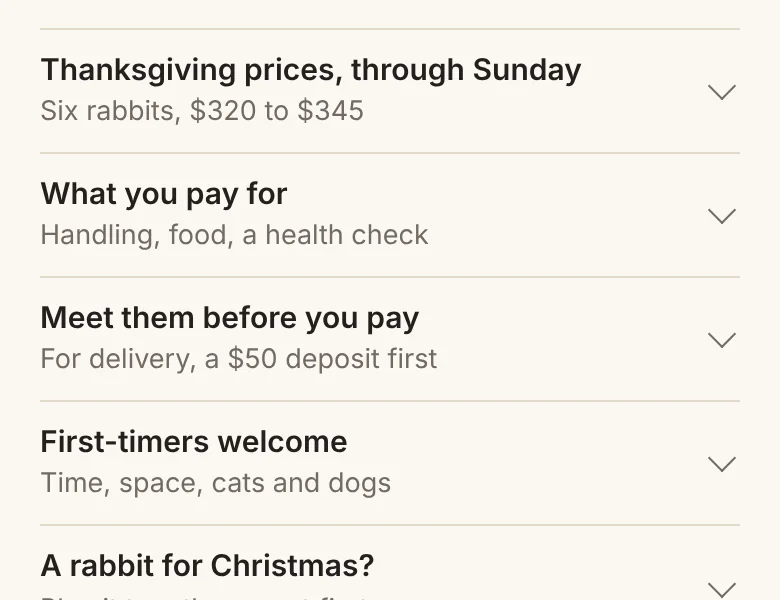 Thanksgiving prices, through Sunday
Six rabbits, $320 to $345
What you pay for
Handling, food, a health check
Meet them before you pay
For delivery, a $50 deposit first
First-timers welcome
Time, space, cats and dogs
A rabbit for Christmas?